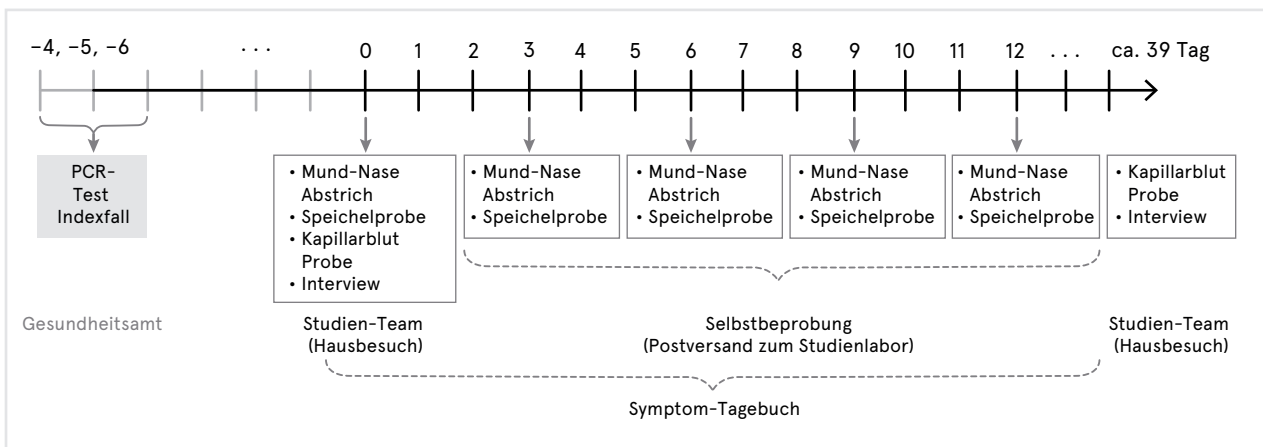 −4, −5, −6 ... 0 1 2 3 4 5 6 7 8 9 10 11 12 ... ca. 39 Tag
PCR-
Test
Indexfall
• Mund-Nase
Abstrich
• Speichelprobe
• Kapillarblut
Probe
• Interview
• Mund-Nase
Abstrich
• Speichelprobe
• Mund-Nase
Abstrich
• Speichelprobe
• Mund-Nase
Abstrich
• Speichelprobe
• Mund-Nase
Abstrich
• Speichelprobe
• Kapillarblut
Probe
• Interview
Gesundheitsamt
Studien-Team
(Hausbesuch)
Selbstbeprobung
(Postversand zum Studienlabor)
Studien-Team
(Hausbesuch)
Symptom-Tagebuch